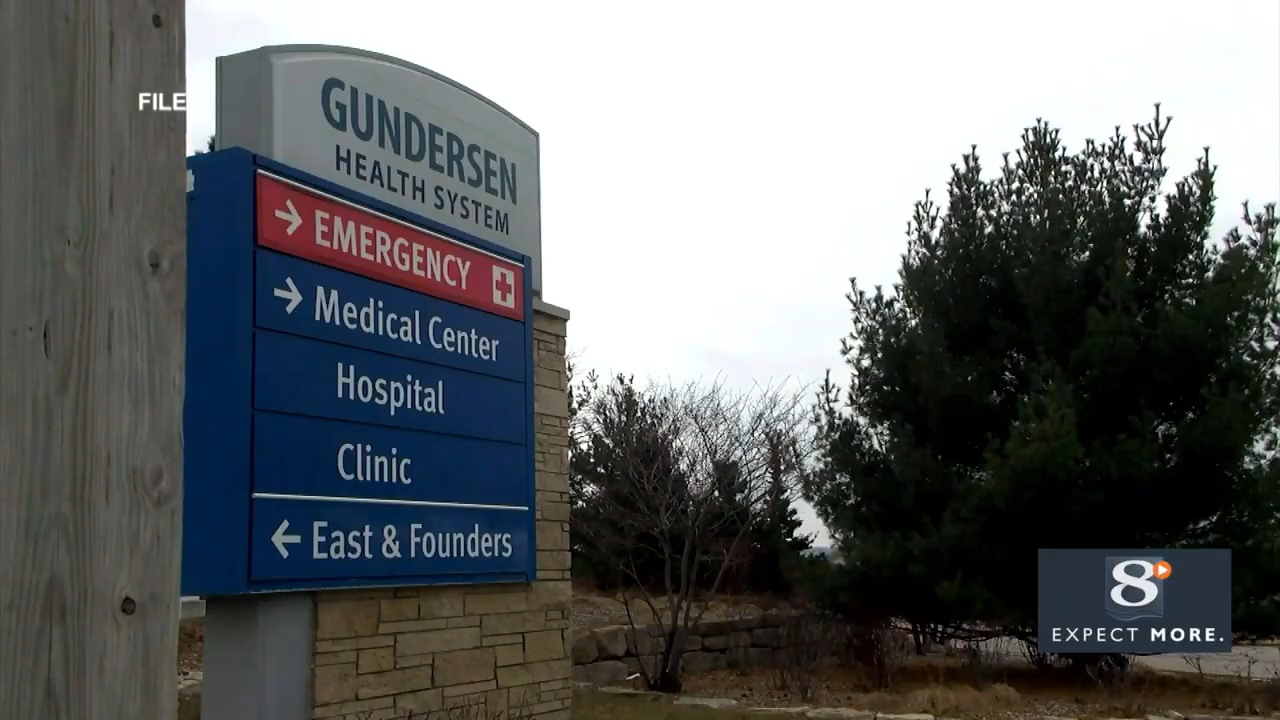 FILE
GUNDERSEN
HEALTH SYSTEM
→ EMERGENCY
→ Medical Center
Hospital
Clinic
← East & Founders
8
EXPECT MORE.